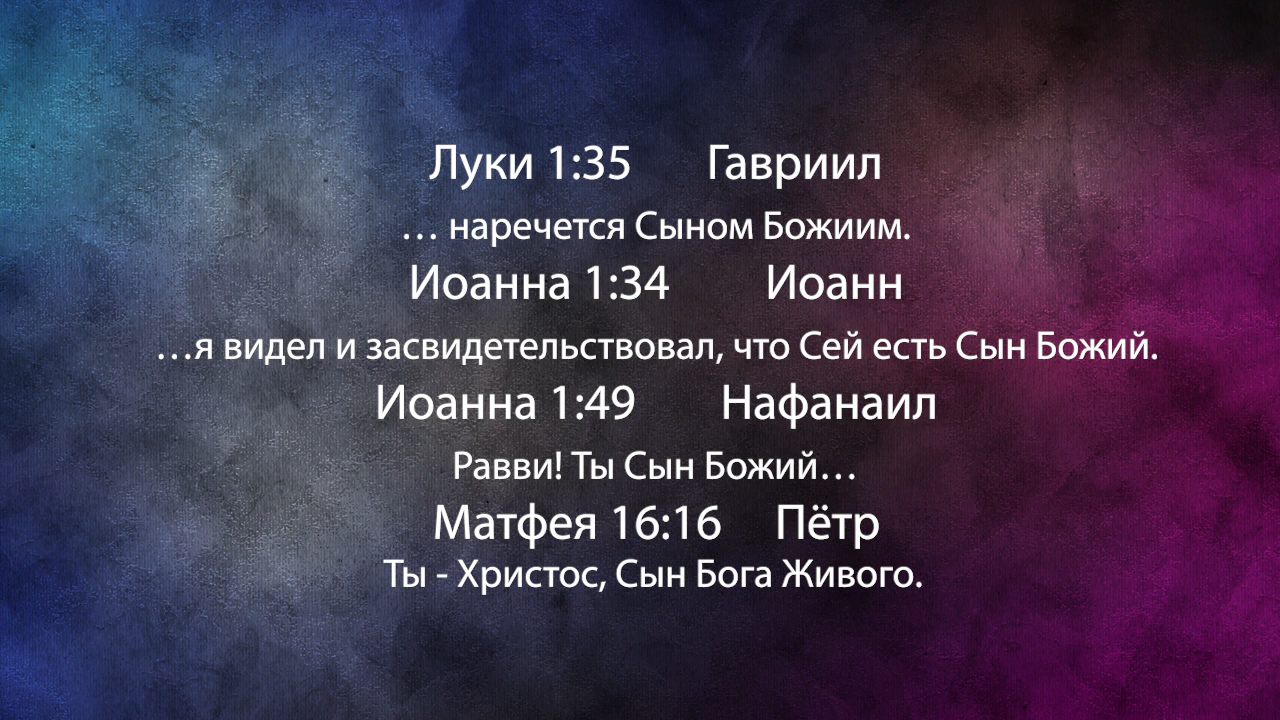 Луки 1:35 Гавриил
… наречется Сыном Божиим.
Иоанна 1:34 Иоанн
…я видел и засвидетельствовал, что Сей есть Сын Божий.
Иоанна 1:49 Нафанаил
Равви! Ты Сын Божий…
Матфея 16:16 Пётр
Ты - Христос, Сын Бога Живого.